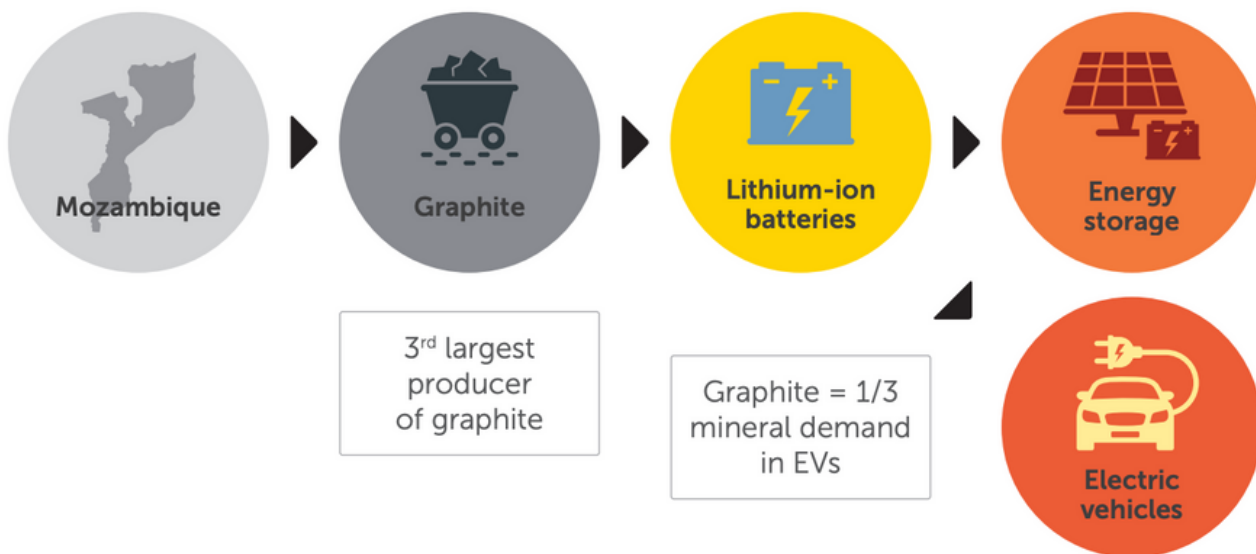 Mozambique
Graphite
Lithium-ion
batteries
Energy
storage
3rd largest
producer
of graphite
Graphite = 1/3
mineral demand
in EVs
Electric
vehicles